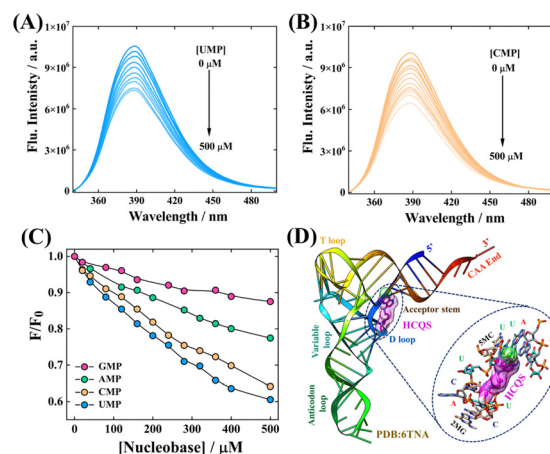 (A)
1×10⁷
9×10⁶
6×10⁶
3×10⁶
0
Flu. Intenisty / a.u.
[UMP]
0 μM
500 μM
360 390 420 450 480
Wavelength / nm
(B)
1×10⁷
9×10⁶
6×10⁶
3×10⁶
0
Flu. Intenisty / a.u.
[CMP]
0 μM
500 μM
360 390 420 450 480
Wavelength / nm
(C)
1.0
0.9
0.8
0.7
0.6
F/F0
GMP
AMP
CMP
UMP
0 100 200 300 400 500
[Nucleobase] / μM
(D)
T loop
5'
3'
CAA End
Acceptor stem
HCQS
D loop
Variable
loop
Anticodon
loop
PDB:6TNA
U
U
A
5MC
U
C
HCQS
A
U
2MG
C